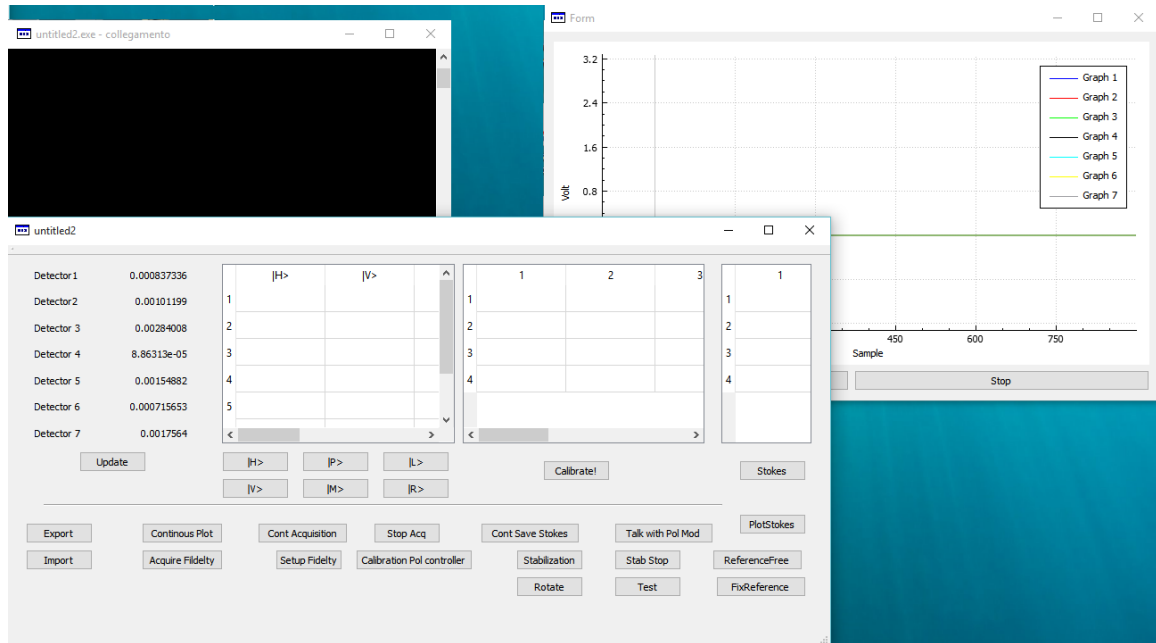 untitled2.exe - collegamento
Form
3.2
2.4
1.6
0.8
Volt
Graph 1
Graph 2
Graph 3
Graph 4
Graph 5
Graph 6
Graph 7
450 600 750
Sample
Stop
untitled2
Detector1 0.000837336
Detector2 0.00101199
Detector 3 0.00284008
Detector 4 8.86313e-05
Detector 5 0.00154882
Detector 6 0.000715653
Detector 7 0.0017564
Update
|H> |V>
1
2
3
4
5
1 2 3
1
2
3
4
1
1
2
3
4
|H> |P> |L>
|V> |M> |R>
Calibrate!
Stokes
PlotStokes
Export Continous Plot Cont Acquisition Stop Acq Cont Save Stokes Talk with Pol Mod
Import Acquire Fildelty Setup Fidelty Calibration Pol controller Stabilization Stab Stop ReferenceFree
Rotate Test FixReference